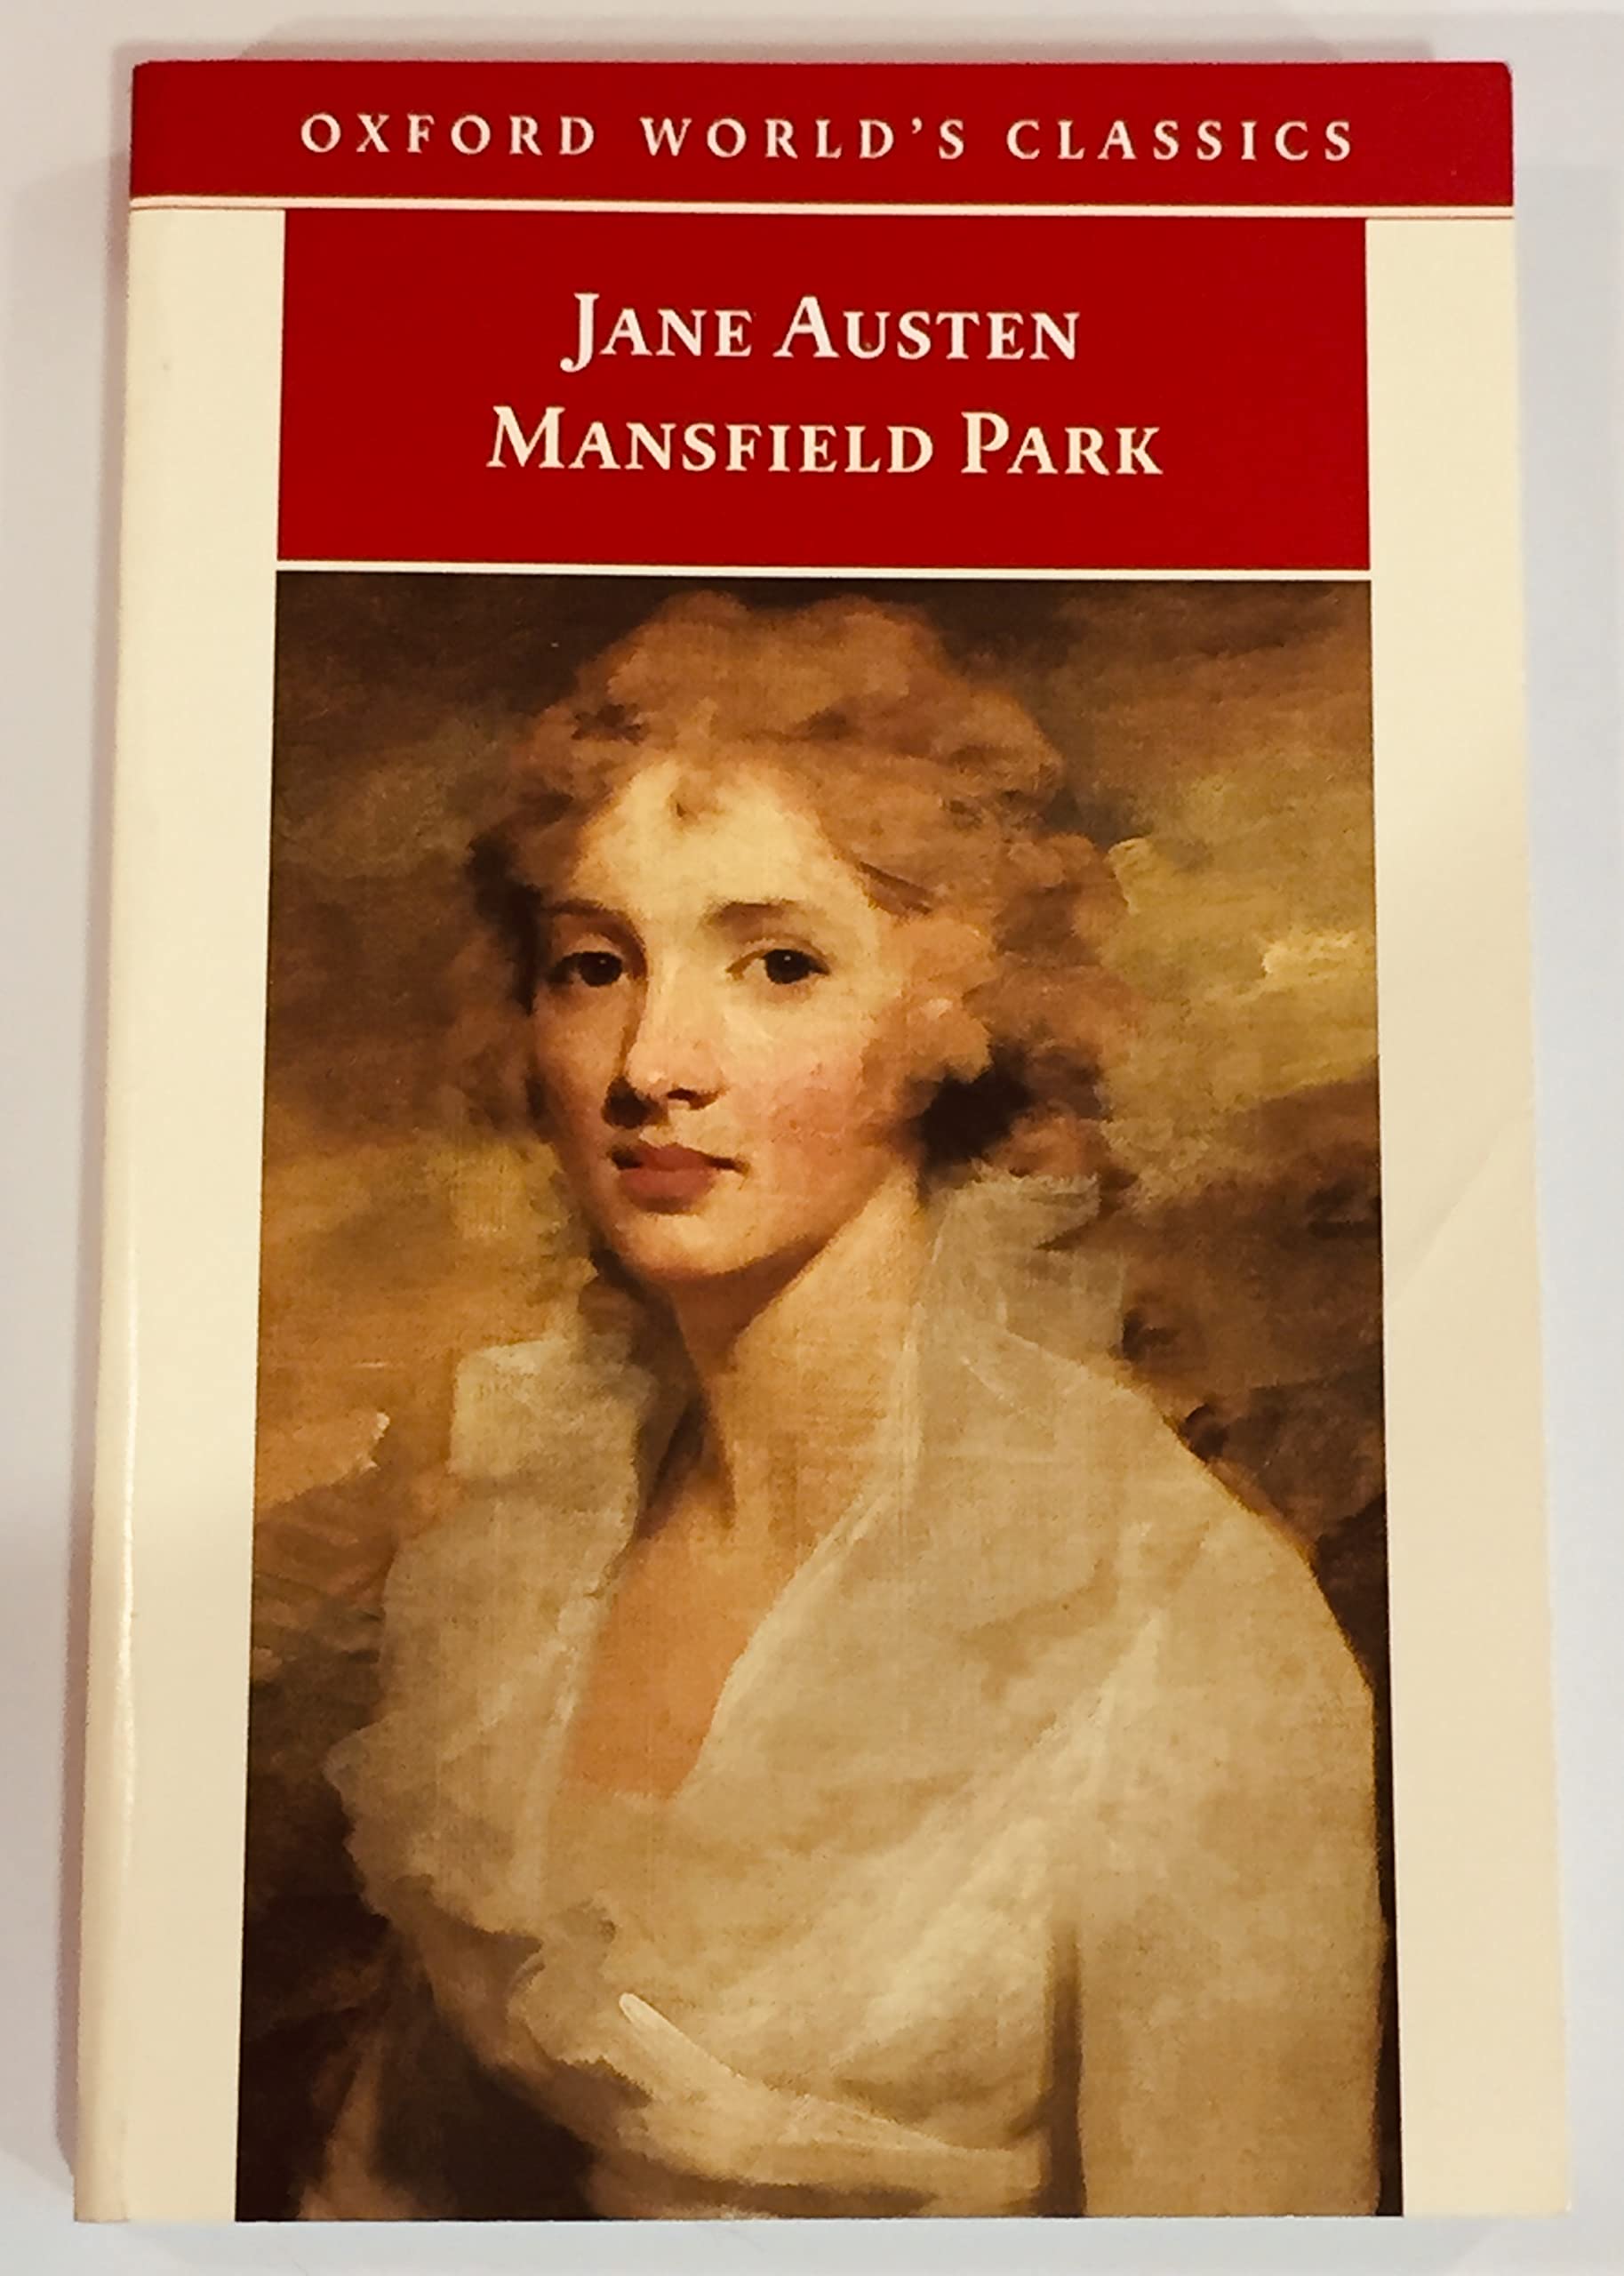 OXFORD WORLD'S CLASSICS
JANE AUSTEN
MANSFIELD PARK